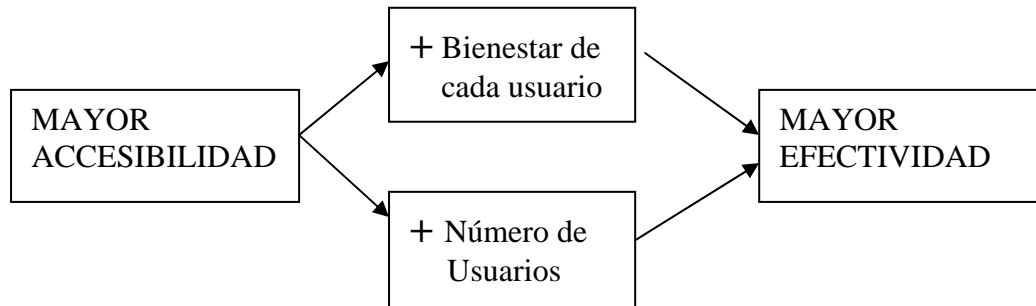 MAYOR
ACCESIBILIDAD
+ Bienestar de
cada usuario
+ Número de
Usuarios
MAYOR
EFECTIVIDAD